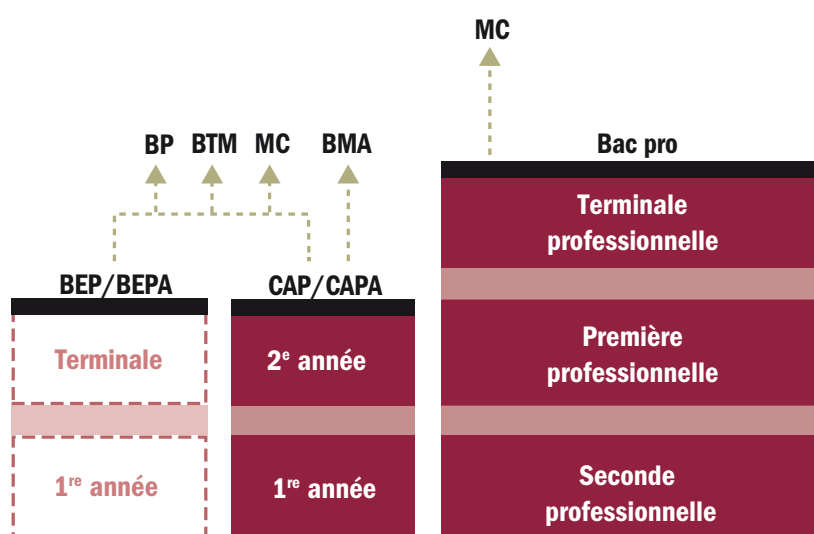 MC
BP BTM MC BMA
Bac pro
BEP/BEPA
CAP/CAPA
Terminale
professionnelle
Terminale
2e année
Première
professionnelle
1re année
1re année
Seconde
professionnelle